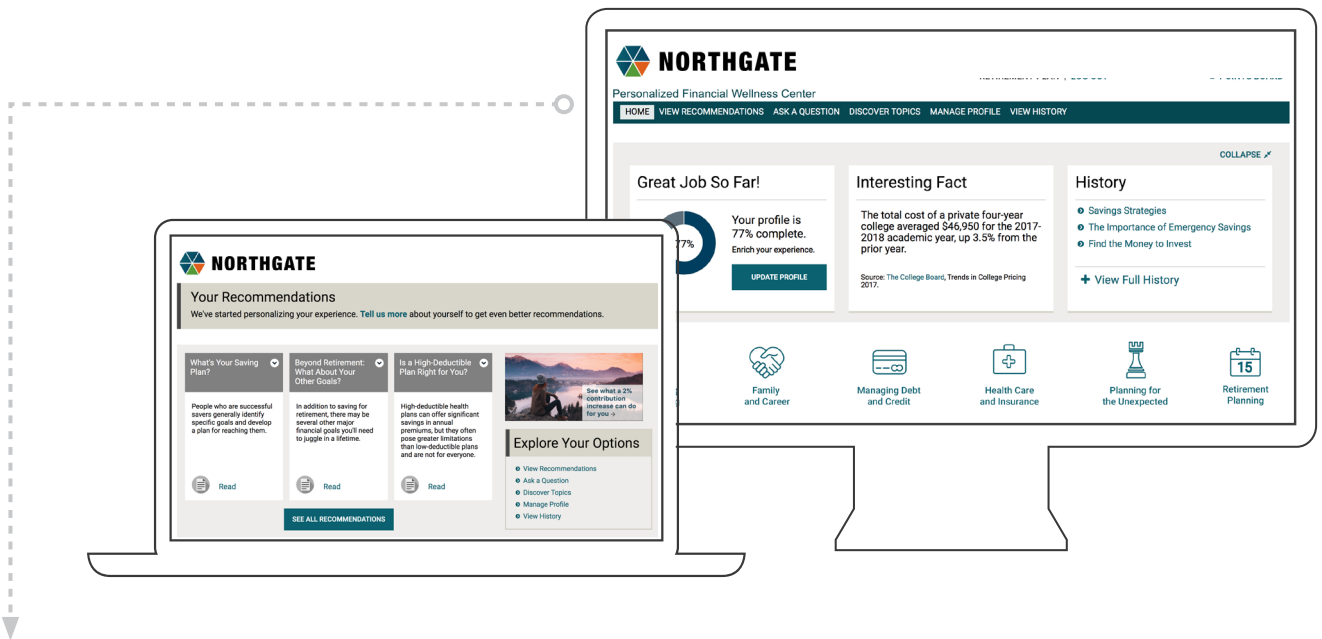 NORTHGATE
Personalized Financial Wellness Center
HOME VIEW RECOMMENDATIONS ASK A QUESTION DISCOVER TOPICS MANAGE PROFILE VIEW HISTORY
COLLAPSE
Great Job So Far!
77%
Your profile is
77% complete.
Enrich your experience.
UPDATE PROFILE
Interesting Fact
The total cost of a private four-year
college averaged $46,950 for the 2017-
2018 academic year, up 3.5% from the
prior year.
Source: The College Board, Trends in College Pricing
2017.
History
Savings Strategies
The Importance of Emergency Savings
Find the Money to Invest
+ View Full History
Family
and Career
Managing Debt
and Credit
Health Care
and Insurance
Planning for
the Unexpected
15
Retirement
Planning
NORTHGATE
Your Recommendations
We've started personalizing your experience. Tell us more about yourself to get even better recommendations.
What's Your Saving
Plan?
People who are successful
savers generally identify
specific goals and develop
a plan for reaching them.
Read
Beyond Retirement:
What About Your
Other Goals?
In addition to saving for
retirement, there may be
several other major
financial goals you'll need
to juggle in a lifetime.
Read
Is a High-Deductible
Plan Right for You?
High-deductible health
plans can offer significant
savings in annual
premiums, but they often
pose greater limitations
than low-deductible plans
and are not for everyone.
Read
SEE ALL RECOMMENDATIONS
See what a 2%
contribution
increase can do
for you →
Explore Your Options
View Recommendations
Ask a Question
Discover Topics
Manage Profile
View History